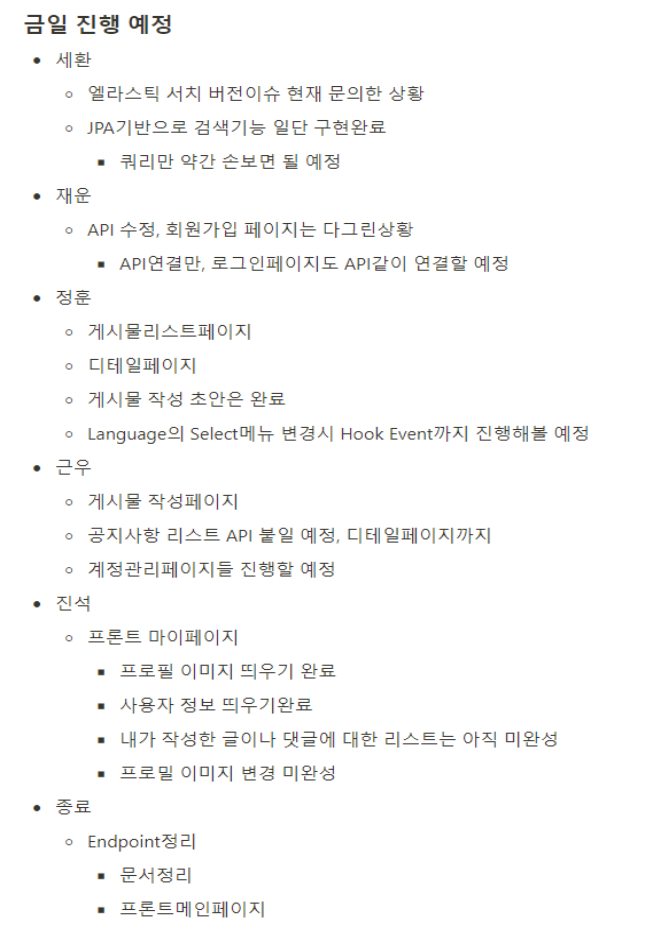 금일 진행 예정
세환
엘라스틱 서치 버전이슈 현재 문의한 상황
JPA기반으로 검색기능 일단 구현완료
쿼리만 약간 손보면 될 예정
재운
API 수정, 회원가입 페이지는 다그린상황
API연결만, 로그인페이지도 API같이 연결할 예정
정훈
게시물리스트페이지
디테일페이지
게시물 작성 초안은 완료
Language의 Select메뉴 변경시 Hook Event까지 진행해볼 예정
근우
게시물 작성페이지
공지사항 리스트 API 붙일 예정, 디테일페이지까지
계정관리페이지들 진행할 예정
진석
프론트 마이페이지
프로필 이미지 띄우기 완료
사용자 정보 띄우기완료
내가 작성한 글이나 댓글에 대한 리스트는 아직 미완성
프로밀 이미지 변경 미완성
종료
Endpoint정리
문서정리
프론트메인페이지